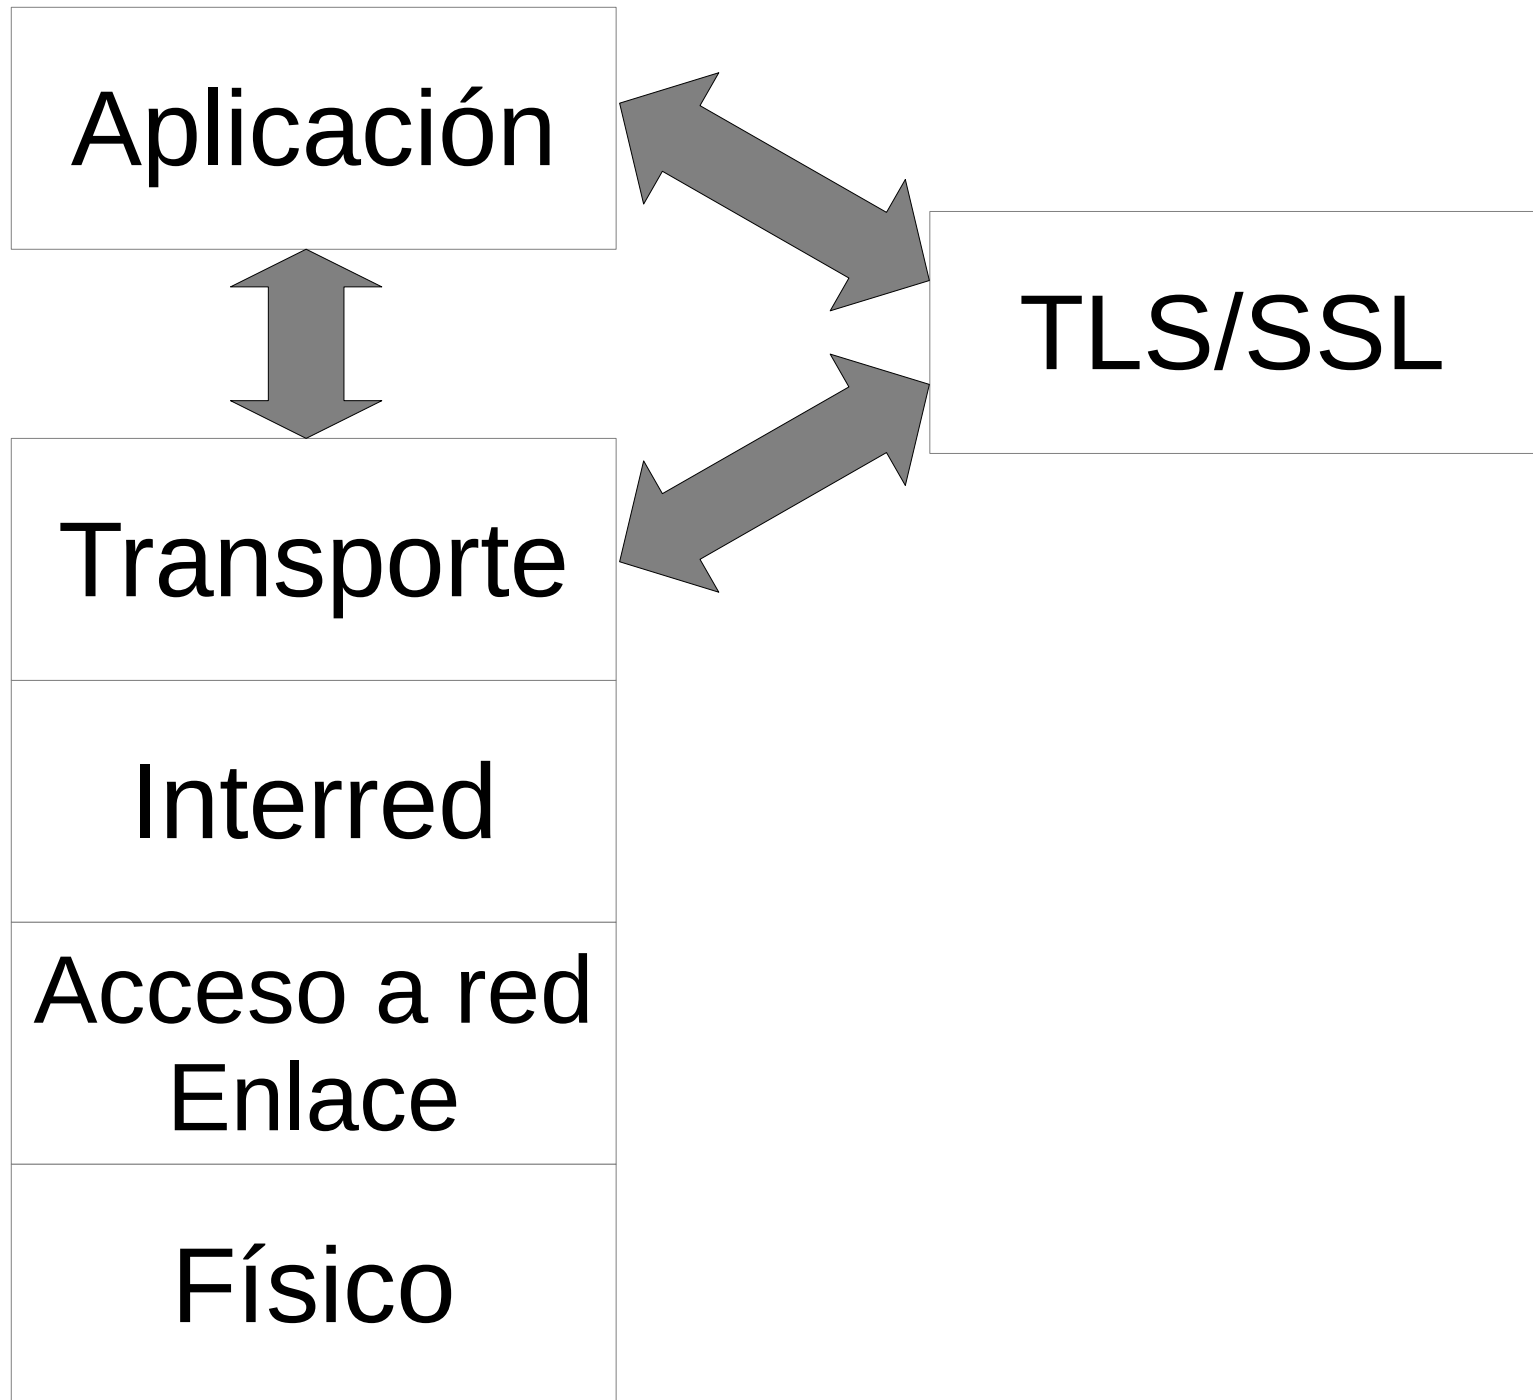 Aplicación
TLS/SSL
Transporte
Interred
Acceso a red
Enlace
Físico